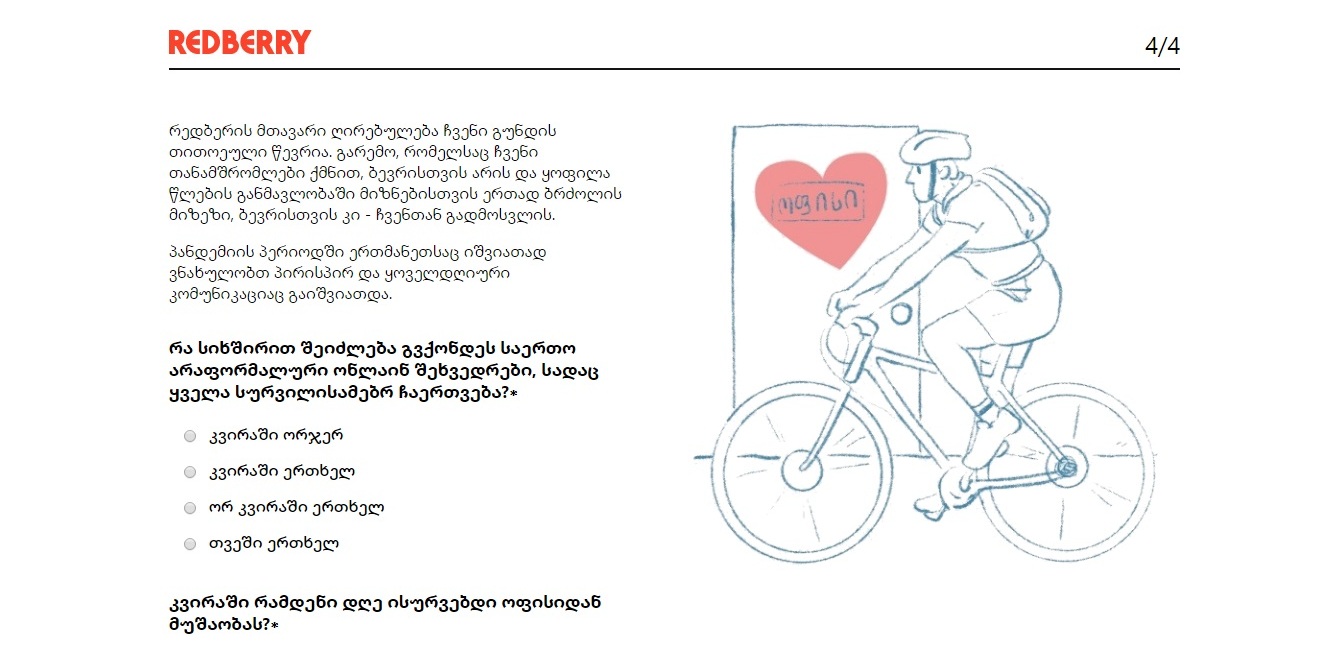 REDBERRY
4/4
რედბერის მთავარი ღირებულება ჩვენი გუნდის
თითოეული წევრია. გარემო, რომელსაც ჩვენი
თანამშრომლები ქმნით, ბევრისთვის არის და ყოფილა
წლების განმავლობაში მიზნებისთვის ერთად ბრძოლის
მიზეზი, ბევრისთვის კი - ჩვენთან გადმოსვლის.
პანდემიის პერიოდში ერთმანეთსაც იშვიათად
ვნახულობთ პირისპირ და ყოველდღიური
კომუნიკაციაც გაიშვიათდა.
რა სიხშირით შეიძლება გვქონდეს საერთო
არაფორმალური ონლაინ შეხვედრები, სადაც
ყველა სურვილისამებრ ჩაერთვება?*
კვირაში ორჯერ
კვირაში ერთხელ
ორ კვირაში ერთხელ
თვეში ერთხელ
კვირაში რამდენი დღე ისურვებდი ოფისიდან
მუშაობას?*
ოფისი